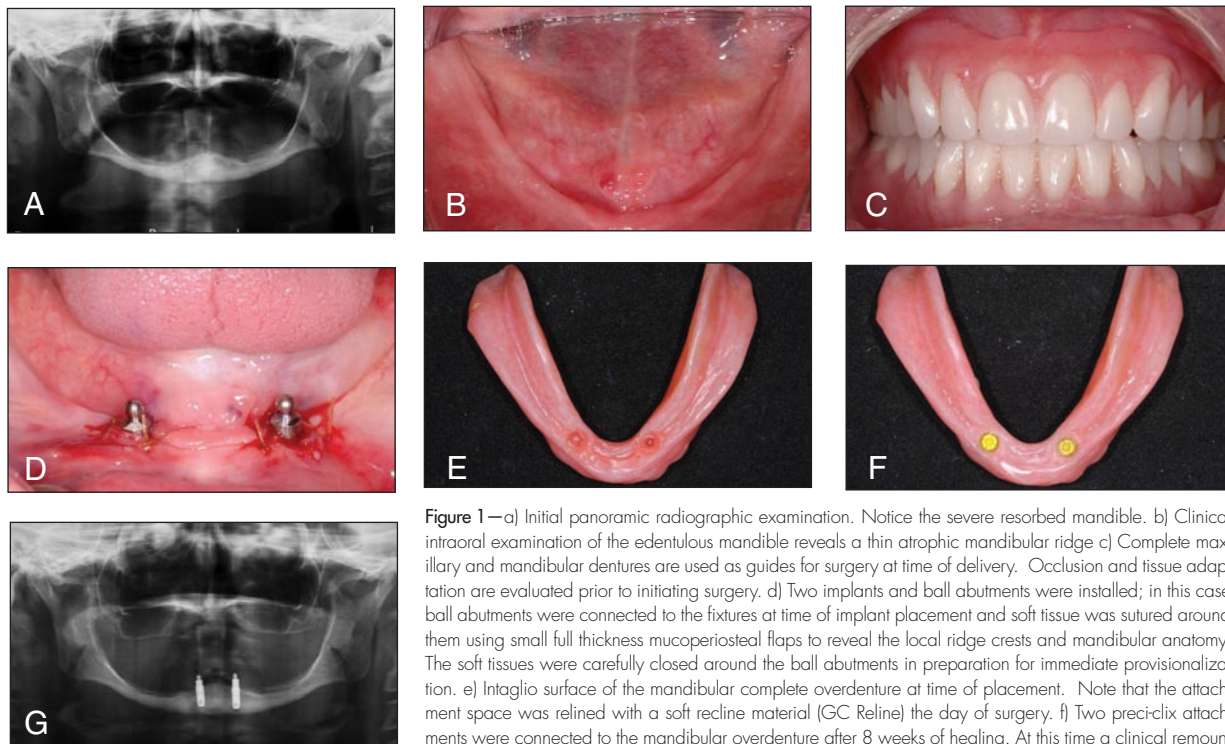 A
B
C
D
E
F
G
Figure 1—a) Initial panoramic radiographic examination. Notice the severe resorbed mandible. b) Clinical
intraoral examination of the edentulous mandible reveals a thin atrophic mandibular ridge c) Complete max
illary and mandibular dentures are used as guides for surgery at time of delivery. Occlusion and tissue adap
tation are evaluated prior to initiating surgery. d) Two implants and ball abutments were installed; in this case
ball abutments were connected to the fixtures at time of implant placement and soft tissue was sutured around
them using small full thickness mucoperiosteal flaps to reveal the local ridge crests and mandibular anatomy
The soft tissues were carefully closed around the ball abutments in preparation for immediate provisionaliza
tion. e) Intaglio surface of the mandibular complete overdenture at time of placement. Note that the attach
ment space was relined with a soft recline material (GC Reline) the day of surgery. f) Two preci-clix attach
ments were connected to the mandibular overdenture after 8 weeks of healing. At this time a clinical remoun